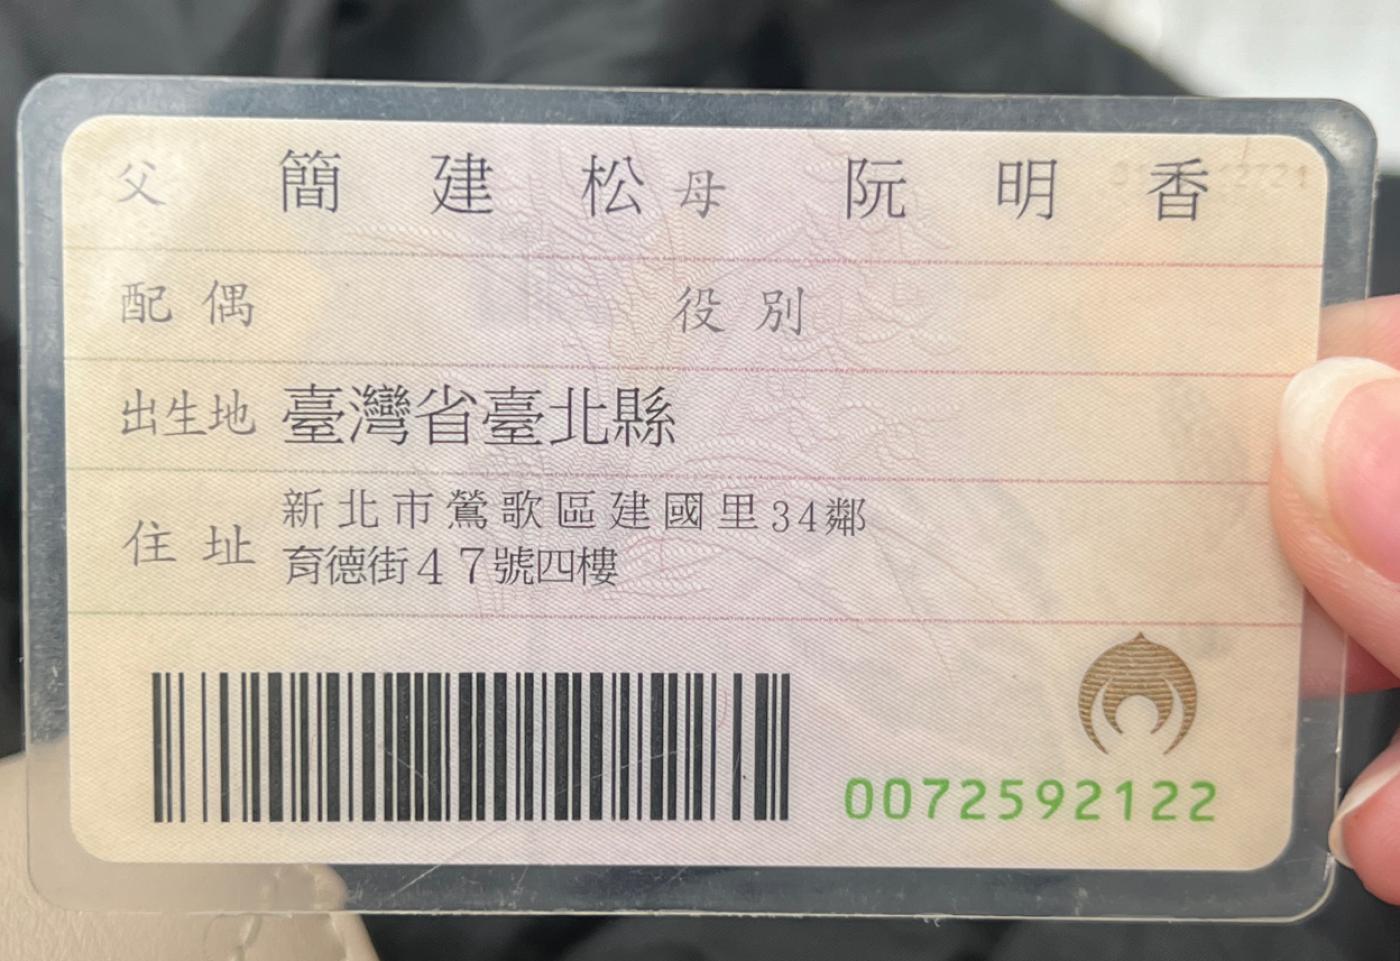 父 簡建松 母 阮明香
配偶 役別
出生地 臺灣省臺北縣
住址 新北市鶯歌區建國里34鄰
育德街47號四樓
0072592122